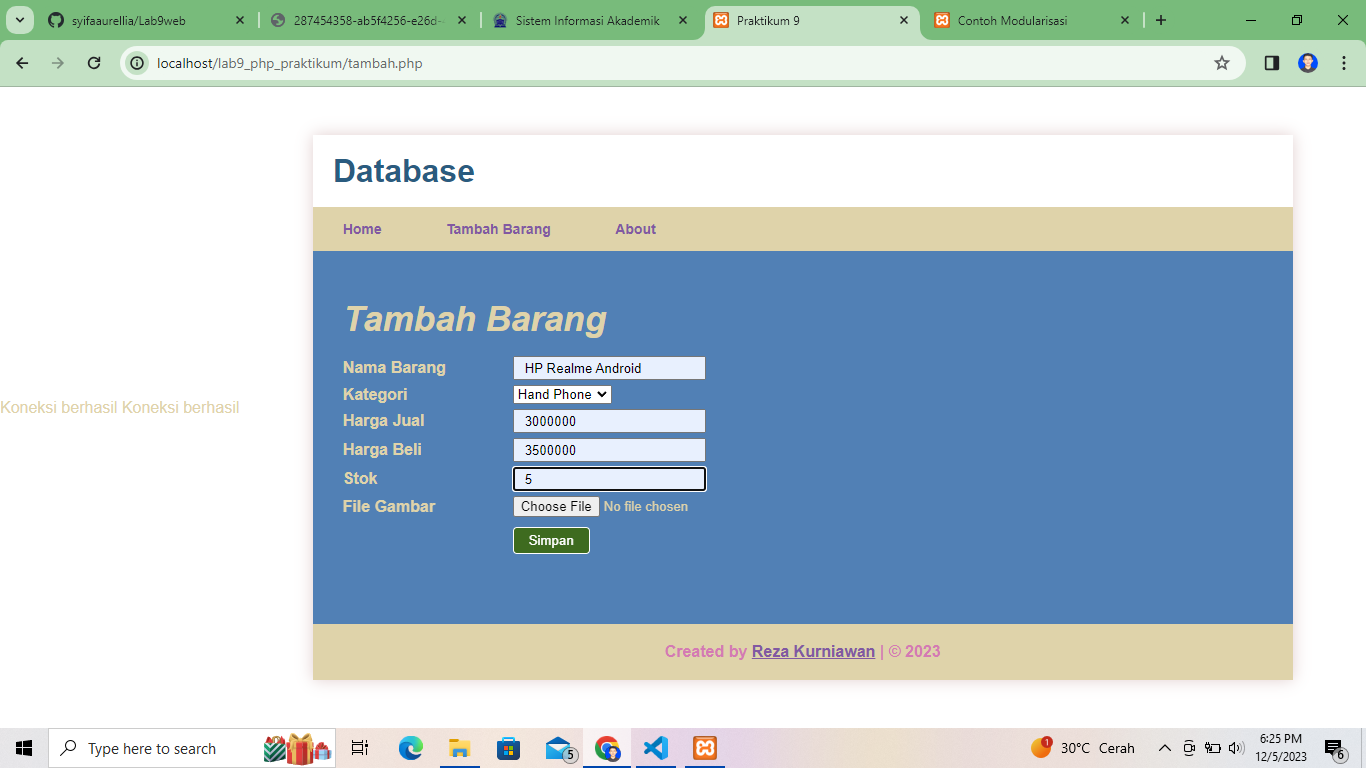 syifaaurellia/Lab9web
287454358-ab5f4256-e26d-
Sistem Informasi Akademik
Praktikum 9
Contoh Modularisasi
localhost/lab9_php_praktikum/tambah.php
Database
Home Tambah Barang About
Tambah Barang
Nama Barang HP Realme Android
Kategori Hand Phone
Koneksi berhasil Koneksi berhasil
Harga Jual 3000000
Harga Beli 3500000
Stok 5
File Gambar Choose File No file chosen
Simpan
Created by Reza Kurniawan | © 2023
Type here to search
5
1
30°C Cerah
6:25 PM
12/5/2023
6